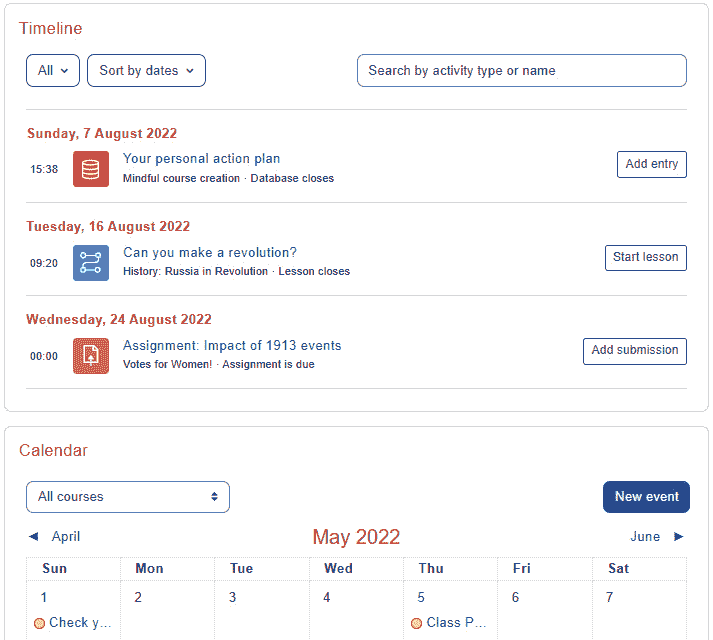 Timeline
All Sort by dates Search by activity type or name
Sunday, 7 August 2022
15:38 Your personal action plan Add entry
Mindful course creation · Database closes
Tuesday, 16 August 2022
09:20 Can you make a revolution? Start lesson
History: Russia in Revolution · Lesson closes
Wednesday, 24 August 2022
00:00 Assignment: Impact of 1913 events Add submission
Votes for Women! · Assignment is due
Calendar
All courses New event
◄ April May 2022 June ►
Sun Mon Tue Wed Thu Fri Sat
1 2 3 4 5 6 7
Check y... Class P...